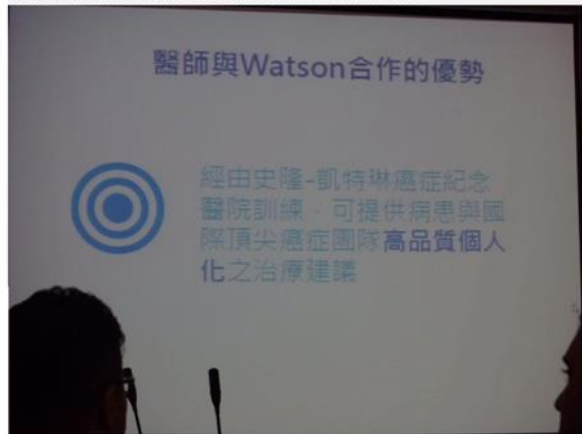 醫師與Watson合作的優勢
經由史隆-凱特琳癌症紀念
醫院訓練，可提供病患與國
際頂尖癌症團隊高品質個人
化之治療建議